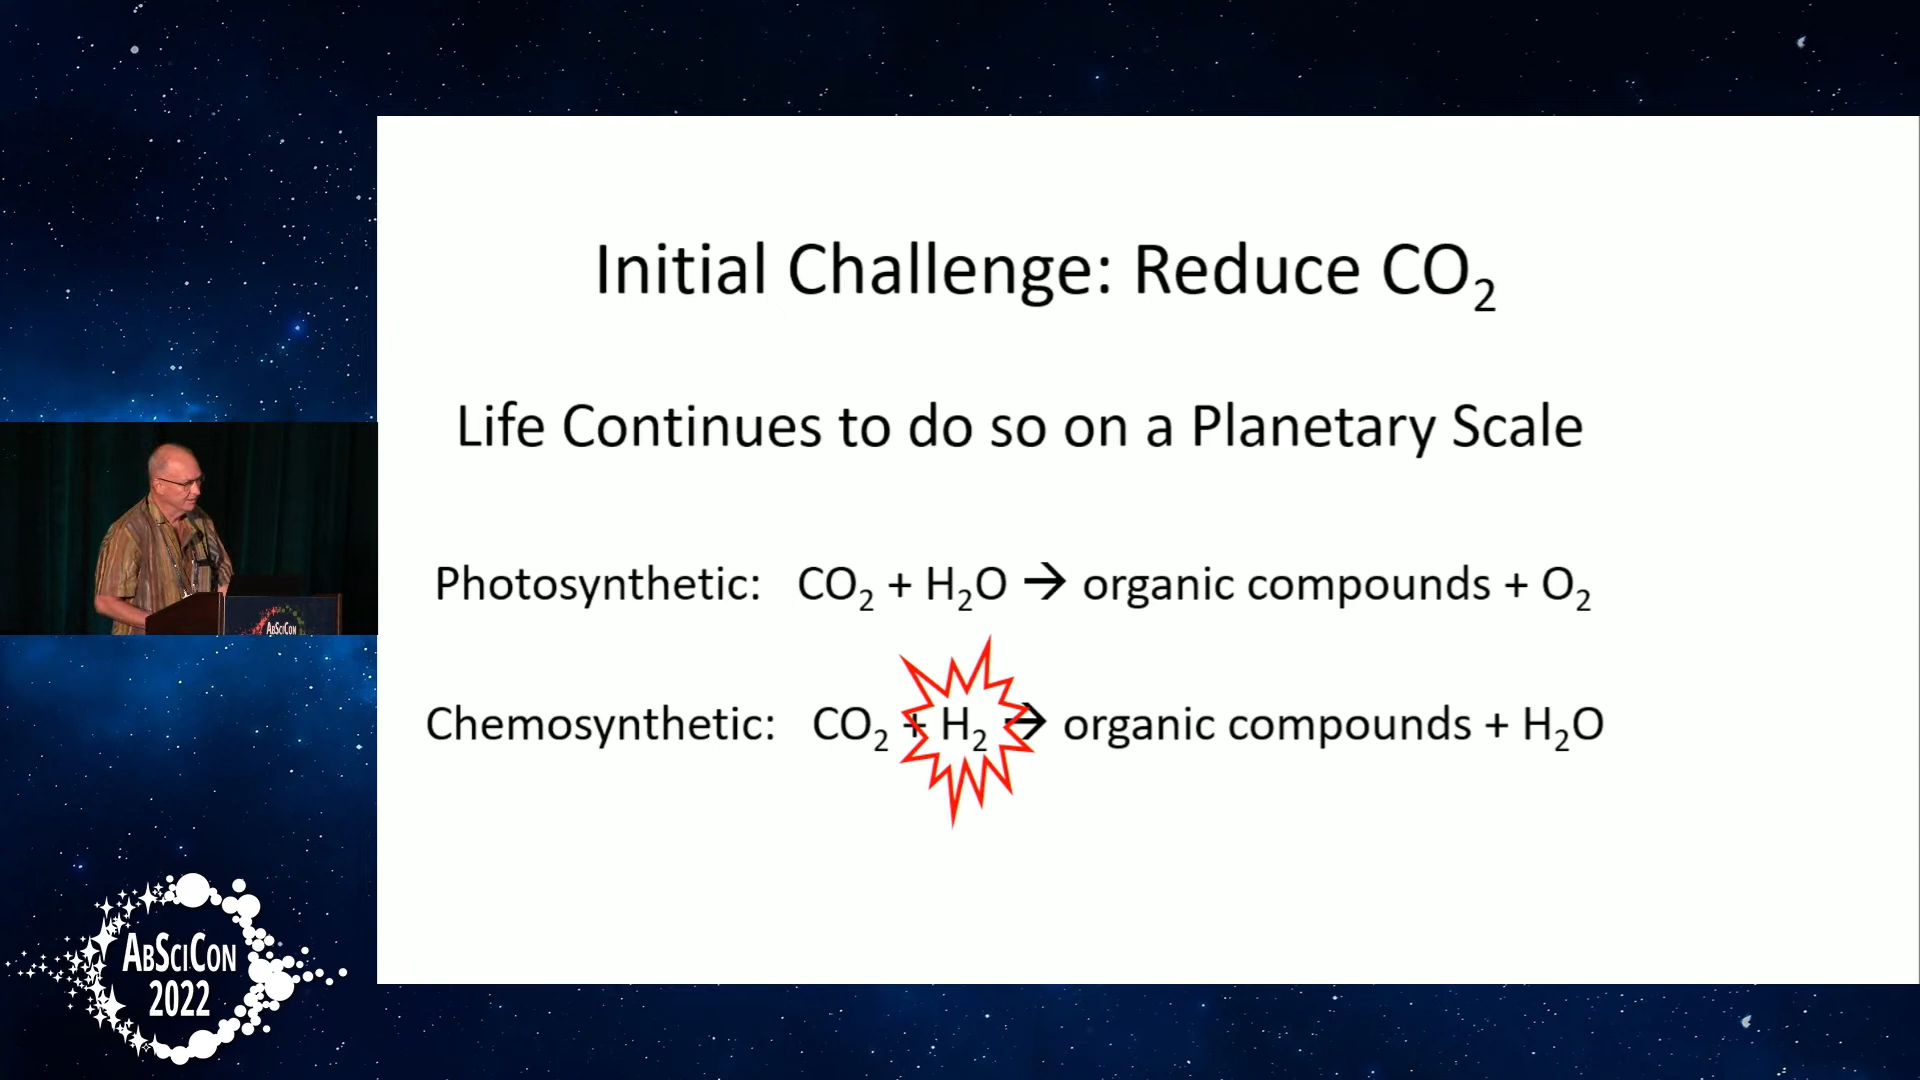 Initial Challenge: Reduce CO₂
Life Continues to do so on a Planetary Scale
Photosynthetic: CO₂ + H₂O → organic compounds + O₂
Chemosynthetic: CO₂ + H₂ → organic compounds + H₂O
ABSCICON
ABSCICON
2022